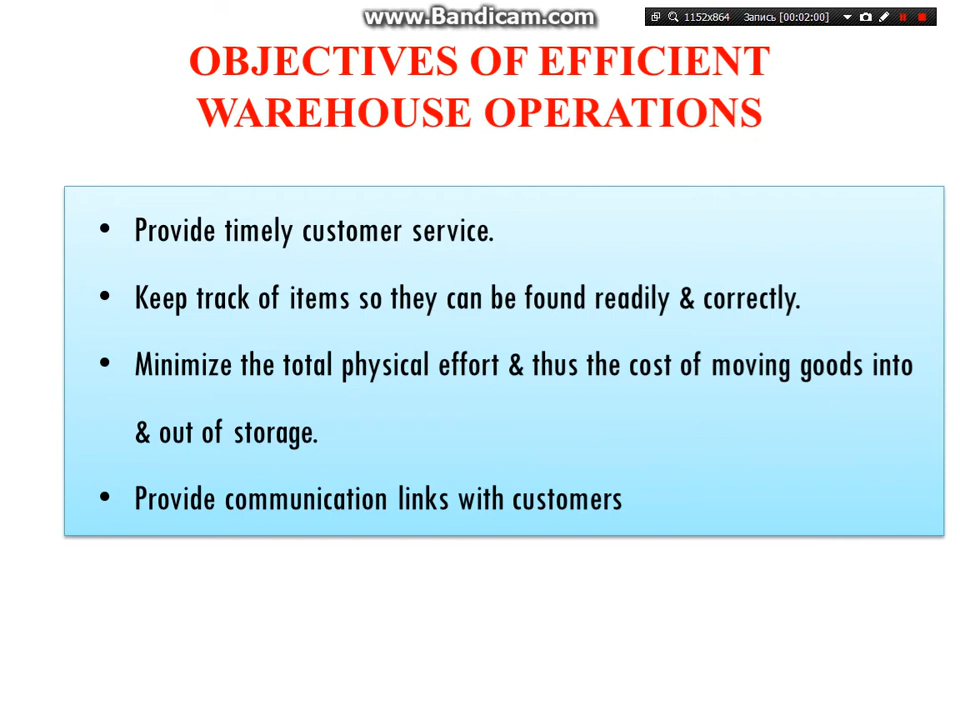 www.Bandicam.com
1152x864 Запись [00:02:00]
OBJECTIVES OF EFFICIENT
WAREHOUSE OPERATIONS
• Provide timely customer service.
• Keep track of items so they can be found readily & correctly.
• Minimize the total physical effort & thus the cost of moving goods into
& out of storage.
• Provide communication links with customers